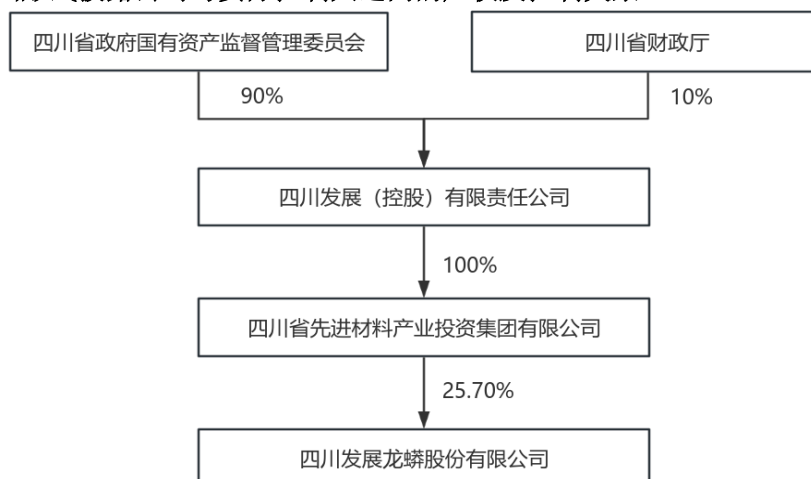 四川省政府国有资产监督管理委员会
四川省财政厅
90%
10%
四川发展（控股）有限责任公司
100%
四川省先进材料产业投资集团有限公司
25.70%
四川发展龙蟒股份有限公司